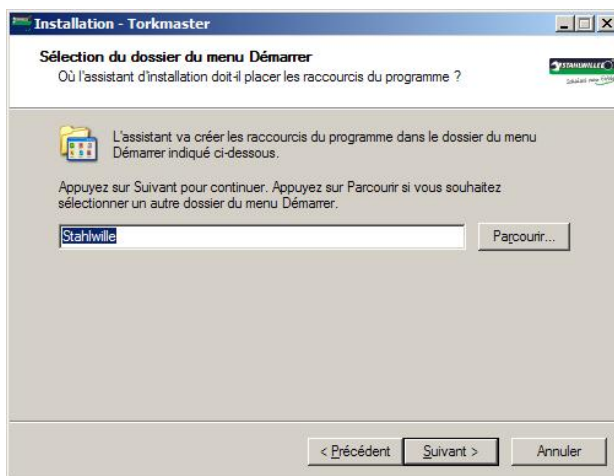 Installation - Torkmaster
Sélection du dossier du menu Démarrer
Où l'assistant d'installation doit-il placer les raccourcis du programme ?
STAHLWILLE
L'assistant va créer les raccourcis du programme dans le dossier du menu
Démarrer indiqué ci-dessous.
Appuyez sur Suivant pour continuer. Appuyez sur Parcourir si vous souhaitez
sélectionner un autre dossier du menu Démarrer.
Stahlwille
Parcourir...
< Précédent
Suivant >
Annuler